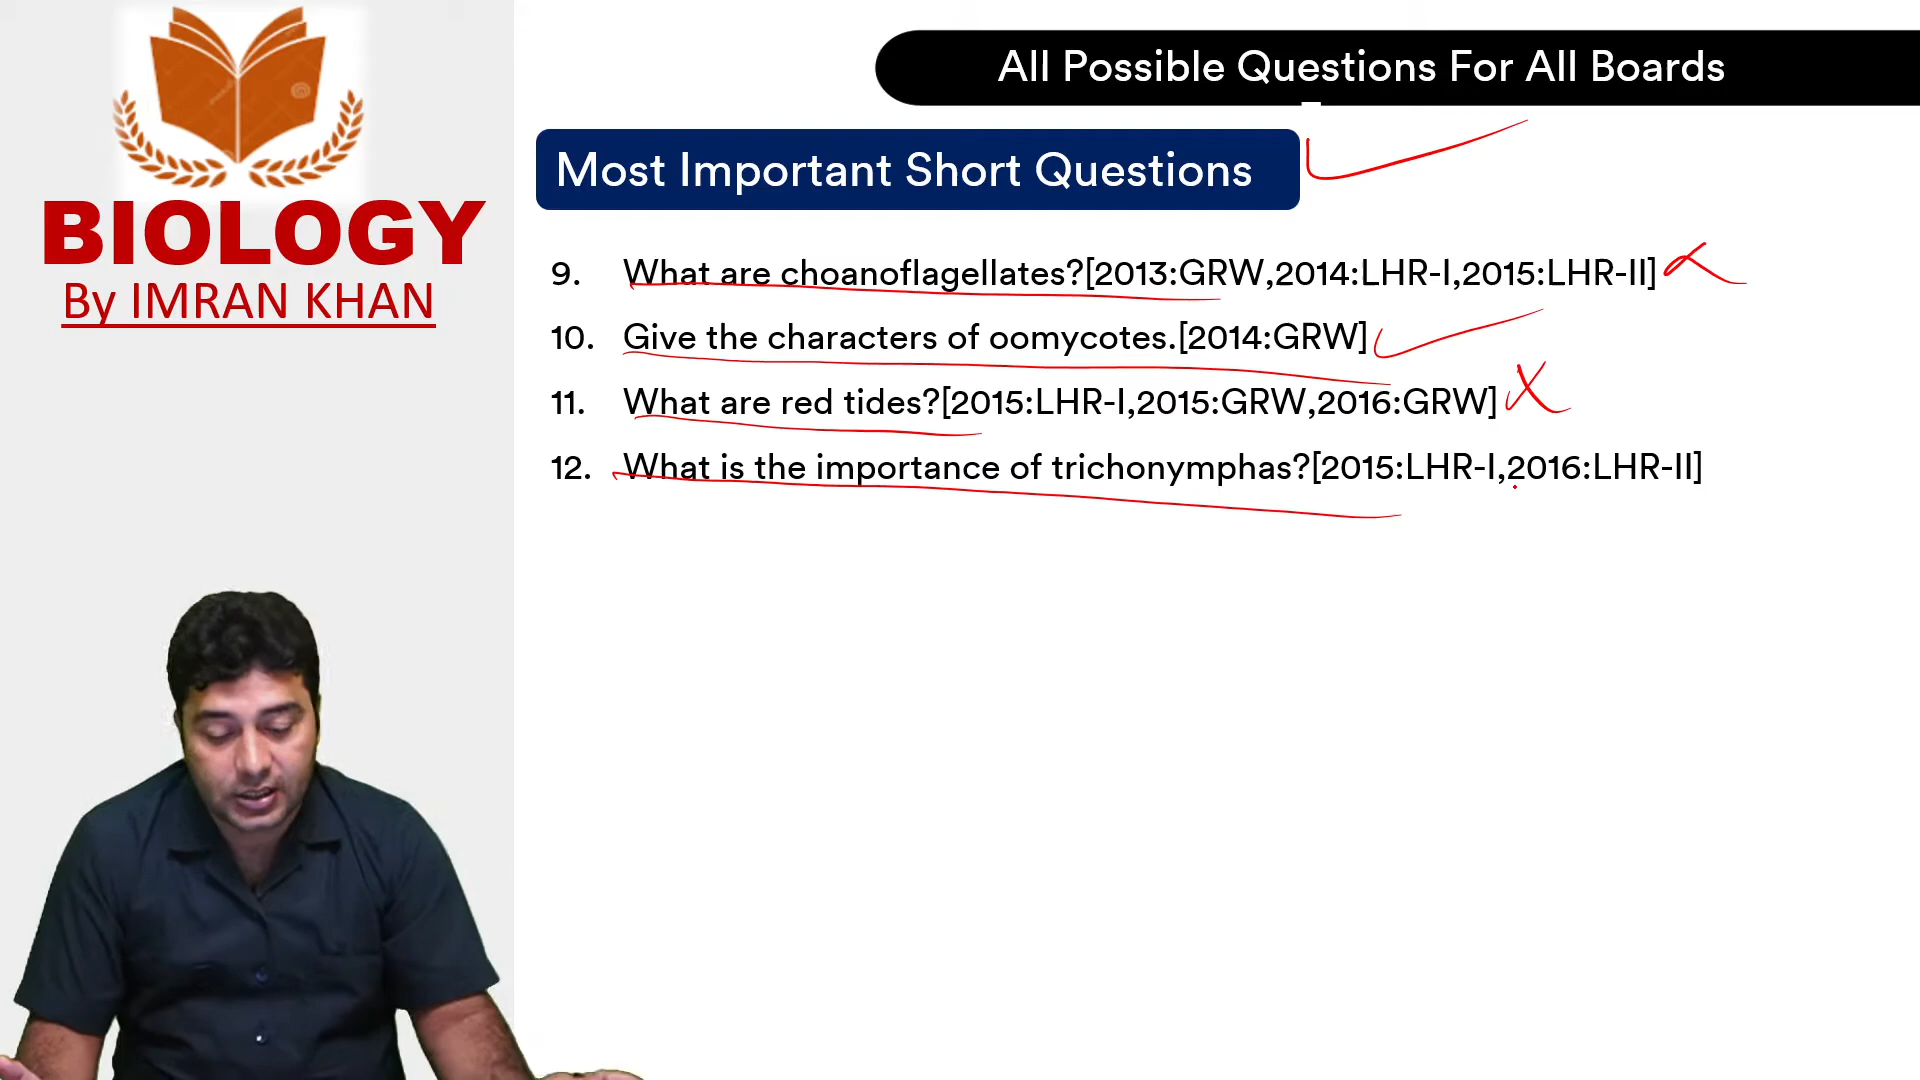 All Possible Questions For All Boards
Most Important Short Questions
BIOLOGY
By IMRAN KHAN
9. What are choanoflagellates?[2013:GRW,2014:LHR-I,2015:LHR-II]
10. Give the characters of oomycotes.[2014:GRW]
11. What are red tides?[2015:LHR-I,2015:GRW,2016:GRW]
12. What is the importance of trichonymphas?[2015:LHR-I,2016:LHR-II]